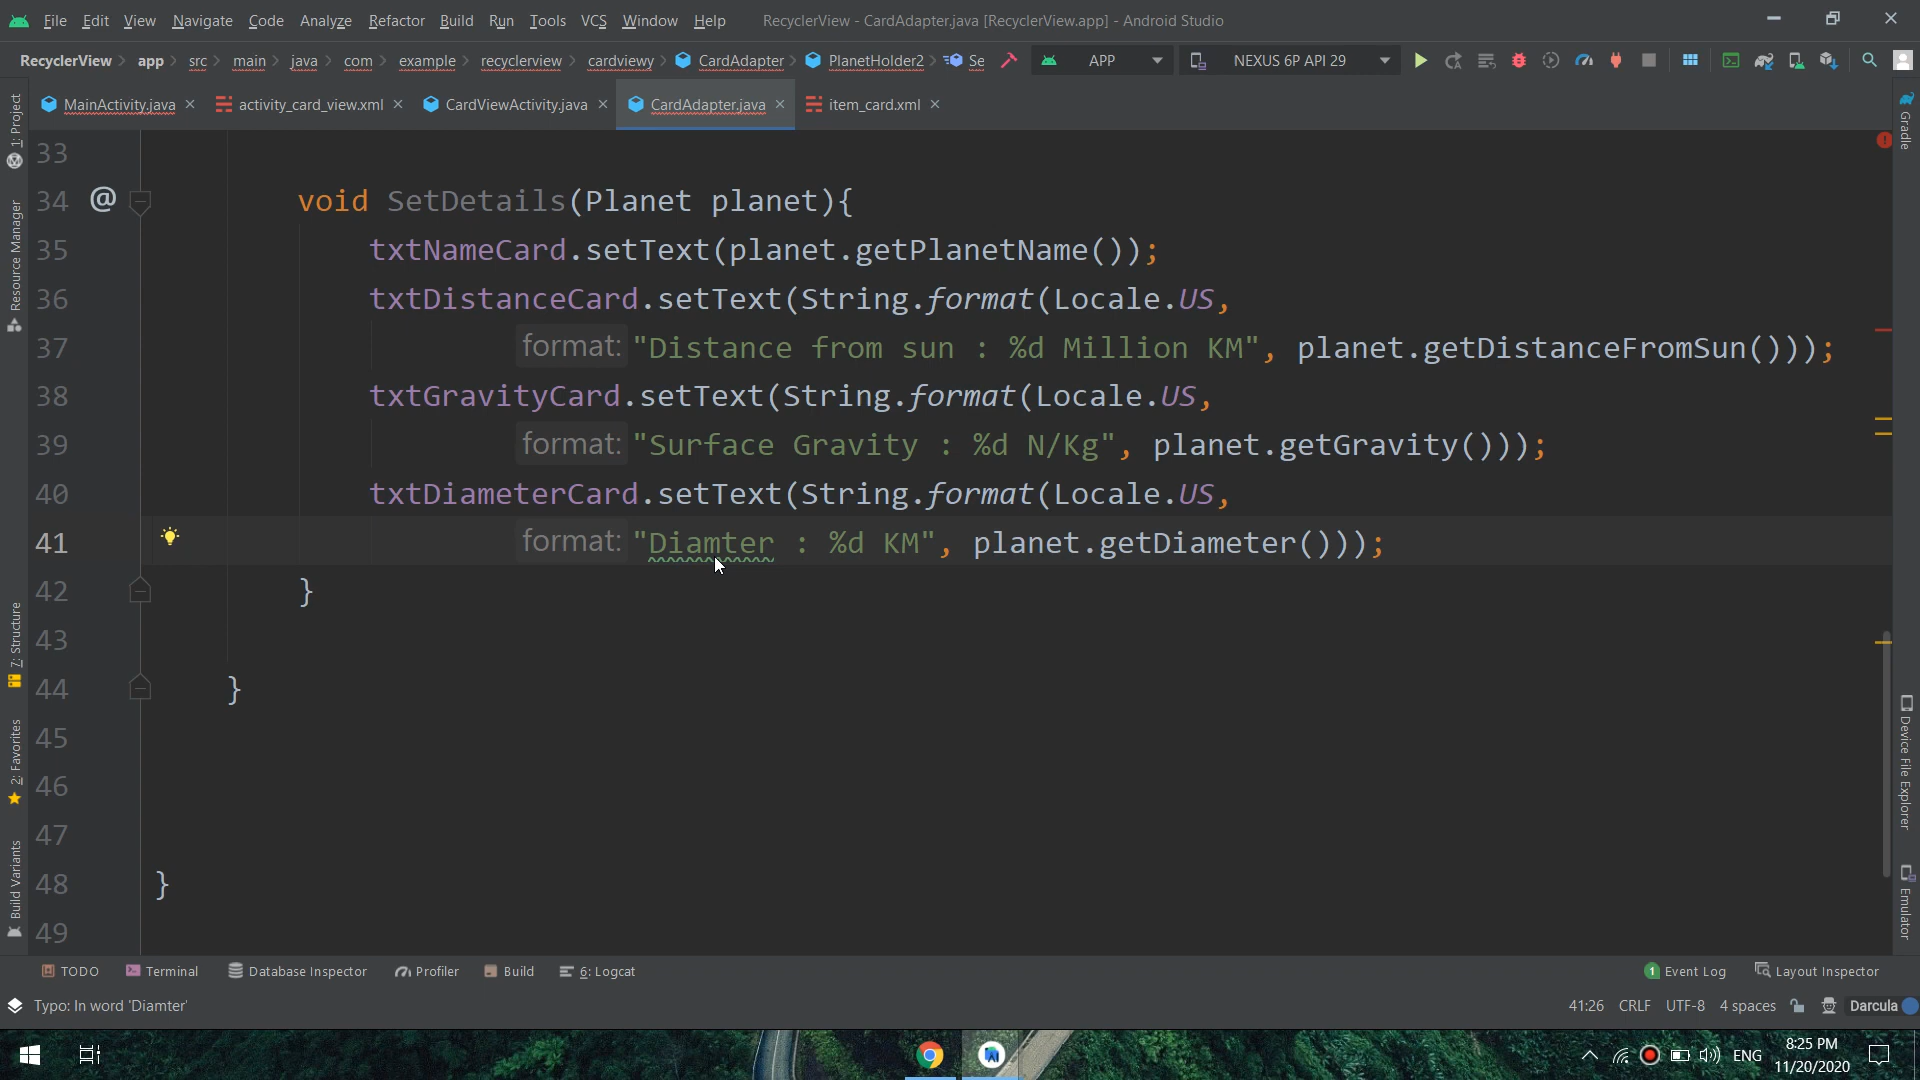 File Edit View Navigate Code Analyze Refactor Build Run Tools VCS Window Help RecyclerView - CardAdapter.java [RecyclerView.app] - Android Studio
RecyclerView app src main java com example recyclerview cardviewy CardAdapter PlanetHolder2 Se APP NEXUS 6P API 29
MainActivity.java activity_card_view.xml CardViewActivity.java CardAdapter.java item_card.xml
1: Project
Resource Manager
7: Structure
2: Favorites
Build Variants
33
34 @ void SetDetails(Planet planet){
35 txtNameCard.setText(planet.getPlanetName());
36 txtDistanceCard.setText(String.format(Locale.US,
37 format: "Distance from sun : %d Million KM", planet.getDistanceFromSun()));
38 txtGravityCard.setText(String.format(Locale.US,
39 format: "Surface Gravity : %d N/Kg", planet.getGravity()));
40 txtDiameterCard.setText(String.format(Locale.US,
41 format: "Diamter : %d KM", planet.getDiameter()));
42 }
43
44 }
45
46
47
48 }
49
Gradle
Device File Explorer
Emulator
TODO Terminal Database Inspector Profiler Build 6: Logcat 1 Event Log Layout Inspector
Typo: In word 'Diamter' 41:26 CRLF UTF-8 4 spaces Darcula
ENG 8:25 PM
11/20/2020